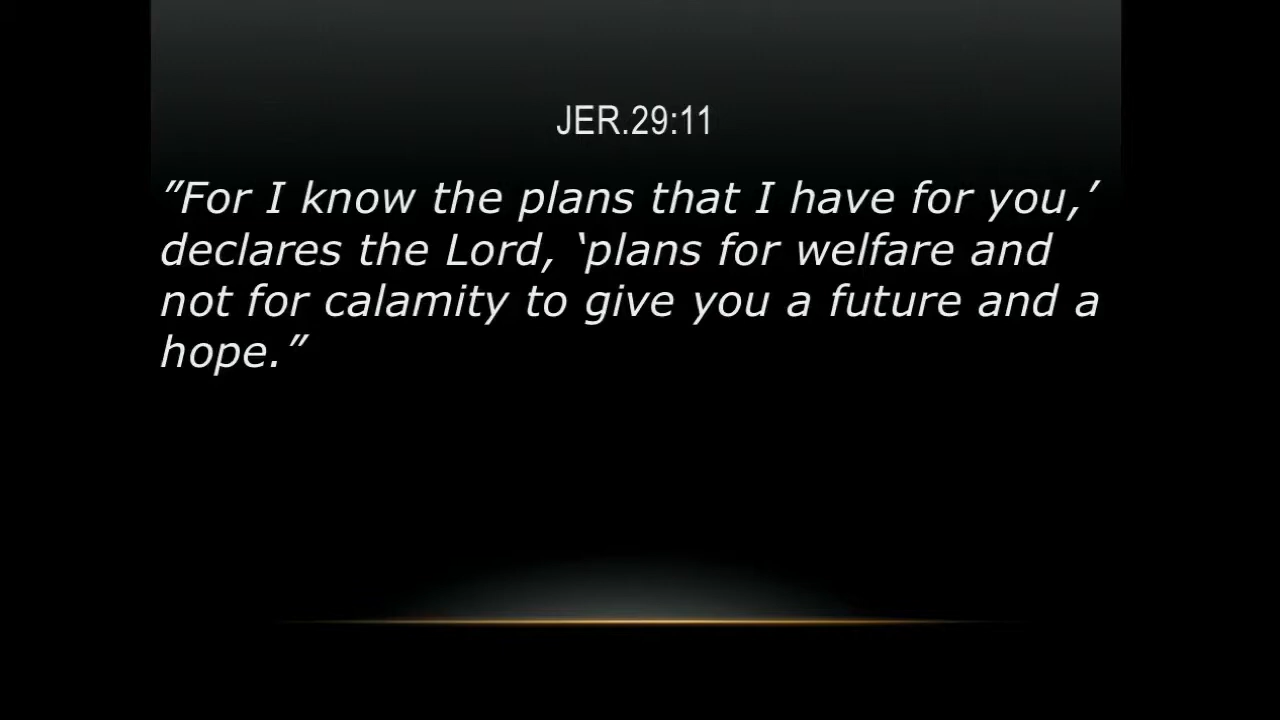 JER.29:11
”For I know the plans that I have for you,’
declares the Lord, ‘plans for welfare and
not for calamity to give you a future and a
hope.”